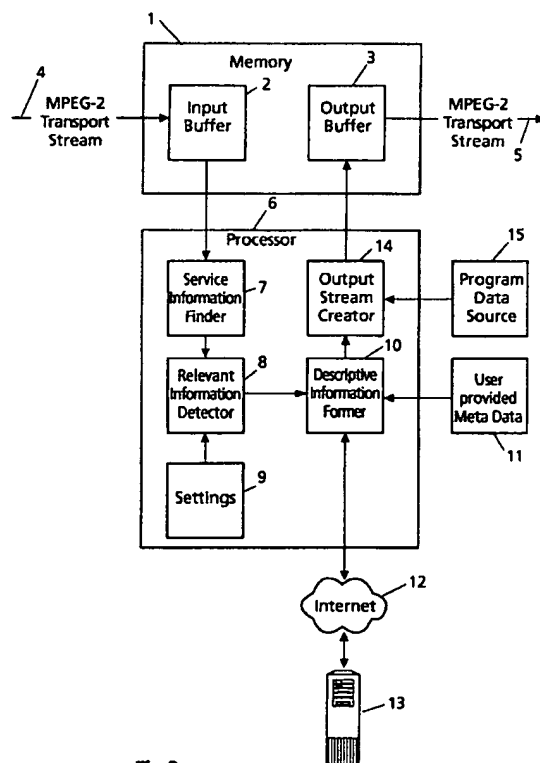 1
Memory
4
MPEG-2
Transport
Stream
2
Input
Buffer
3
Output
Buffer
MPEG-2
Transport
Stream
5
6
Processor
Service
Information
Finder
7
14
Output
Stream
Creator
15
Program
Data
Source
Relevant
Information
Detector
8
10
Descriptive
Information
Former
User
provided
Meta Data
11
Settings
9
Internet
12
13